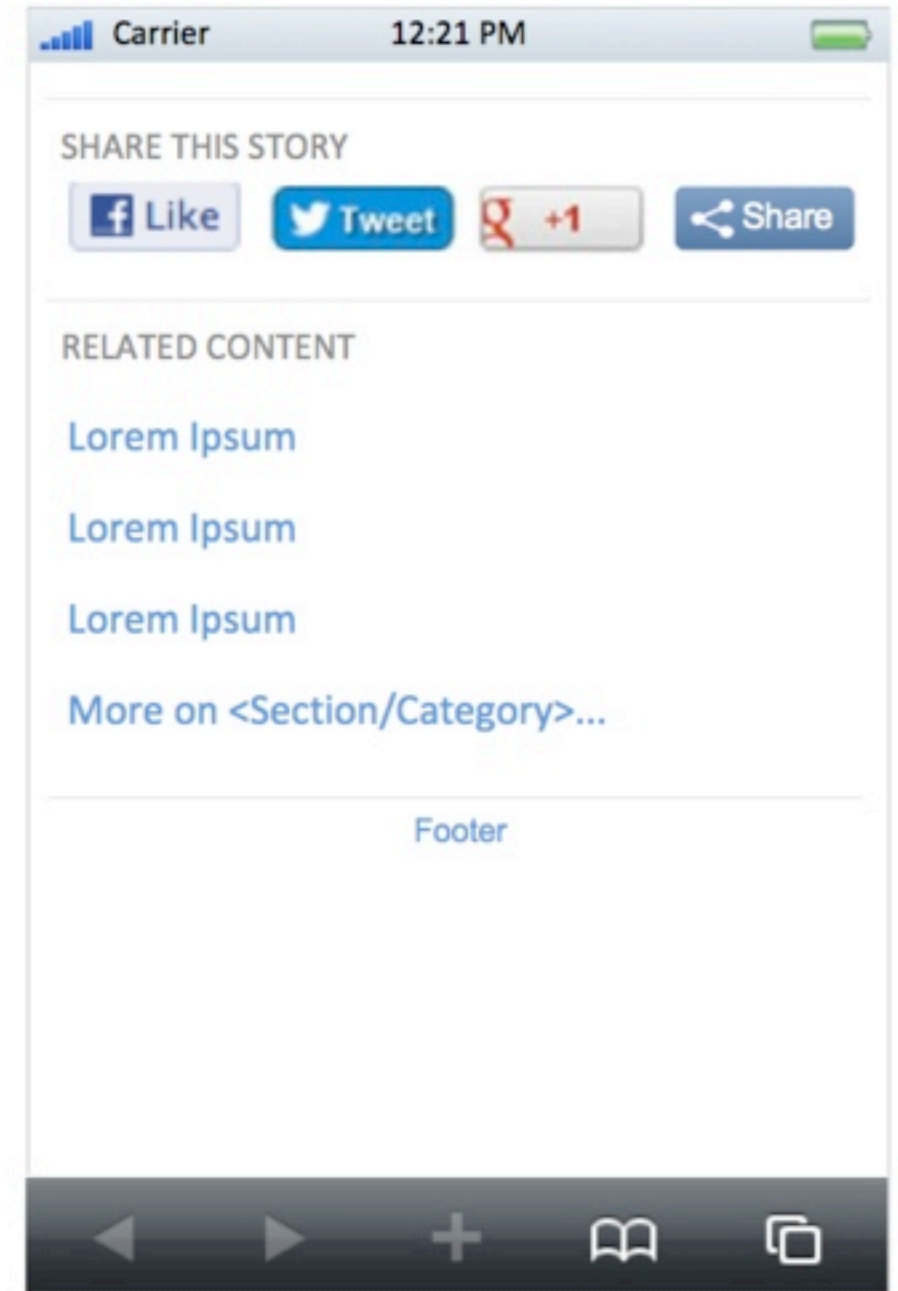 Carrier 12:21 PM
SHARE THIS STORY
Like Tweet +1 Share
RELATED CONTENT
Lorem Ipsum
Lorem Ipsum
Lorem Ipsum
More on <Section/Category>...
Footer